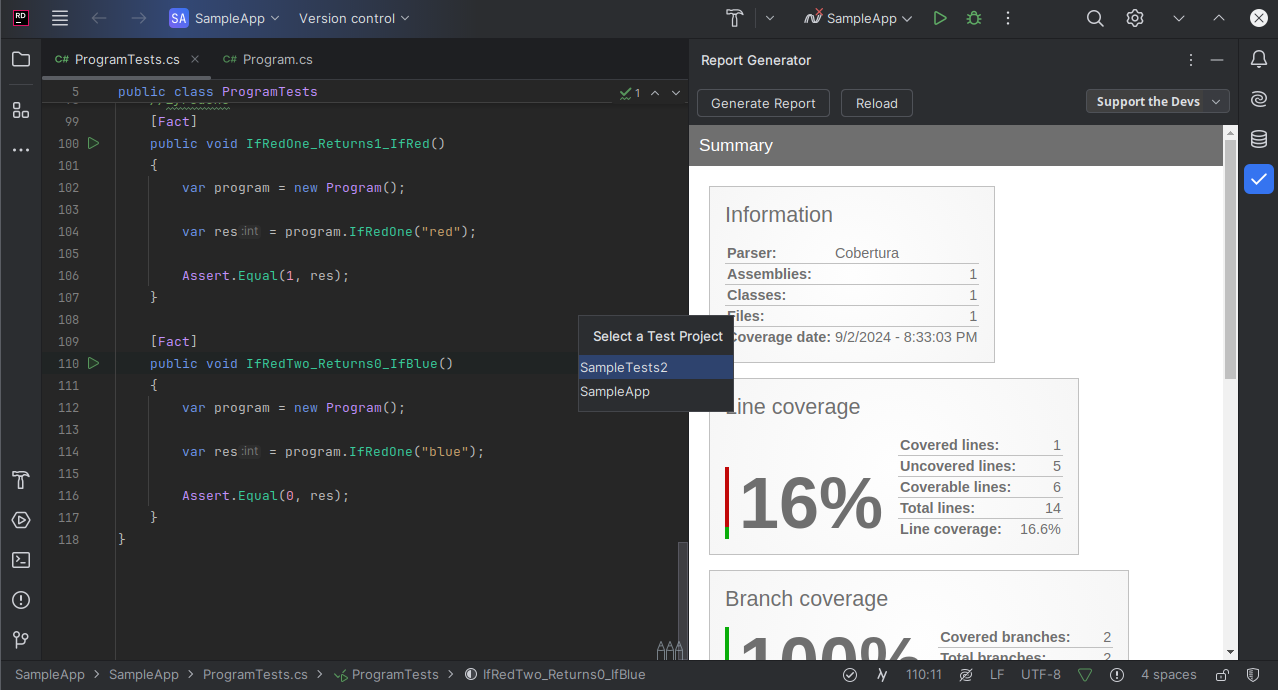 RD
SA SampleApp Version control SampleApp
C# ProgramTests.cs C# Program.cs
5 public class ProgramTests 1
99 [Fact]
100 public void IfRedOne_Returns1_IfRed()
101 {
102 var program = new Program();
103
104 var res :int = program.IfRedOne("red");
105
106 Assert.Equal(1, res);
107 }
108
109 [Fact]
110 public void IfRedTwo_Returns0_IfBlue()
111 {
112 var program = new Program();
113
114 var res :int = program.IfRedOne("blue");
115
116 Assert.Equal(0, res);
117 }
118 }
Select a Test Project
SampleTests2
SampleApp
Report Generator
Generate Report Reload Support the Devs
Summary
Information
Parser: Cobertura
Assemblies: 1
Classes: 1
Files: 1
Coverage date: 9/2/2024 - 8:33:03 PM
Line coverage
16%
Covered lines: 1
Uncovered lines: 5
Coverable lines: 6
Total lines: 14
Line coverage: 16.6%
Branch coverage
100%
Covered branches: 2
Total branches: 2
SampleApp SampleApp ProgramTests.cs ProgramTests IfRedTwo_Returns0_IfBlue 110:11 LF UTF-8 4 spaces